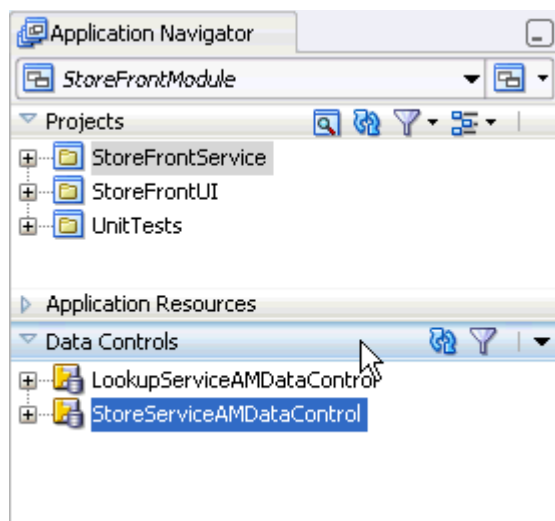 Application Navigator
StoreFrontModule
Projects
StoreFrontService
StoreFrontUI
UnitTests
Application Resources
Data Controls
LookupServiceAMDataControl
StoreServiceAMDataControl